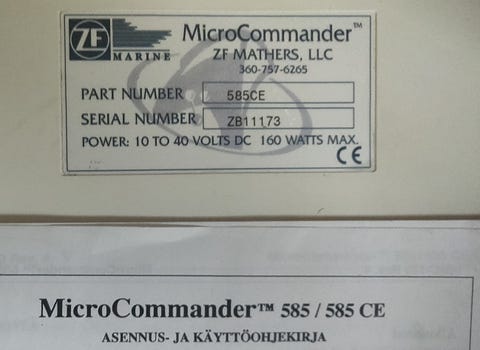 ZF MARINE
MicroCommander™
ZF MATHERS, LLC
360-757-6265
PART NUMBER 585CE
SERIAL NUMBER ZB11173
POWER: 10 TO 40 VOLTS DC 160 WATTS MAX.
CE
MicroCommander™ 585 / 585 CE
ASENNUS- JA KÄYTTÖOHJEKIRJA